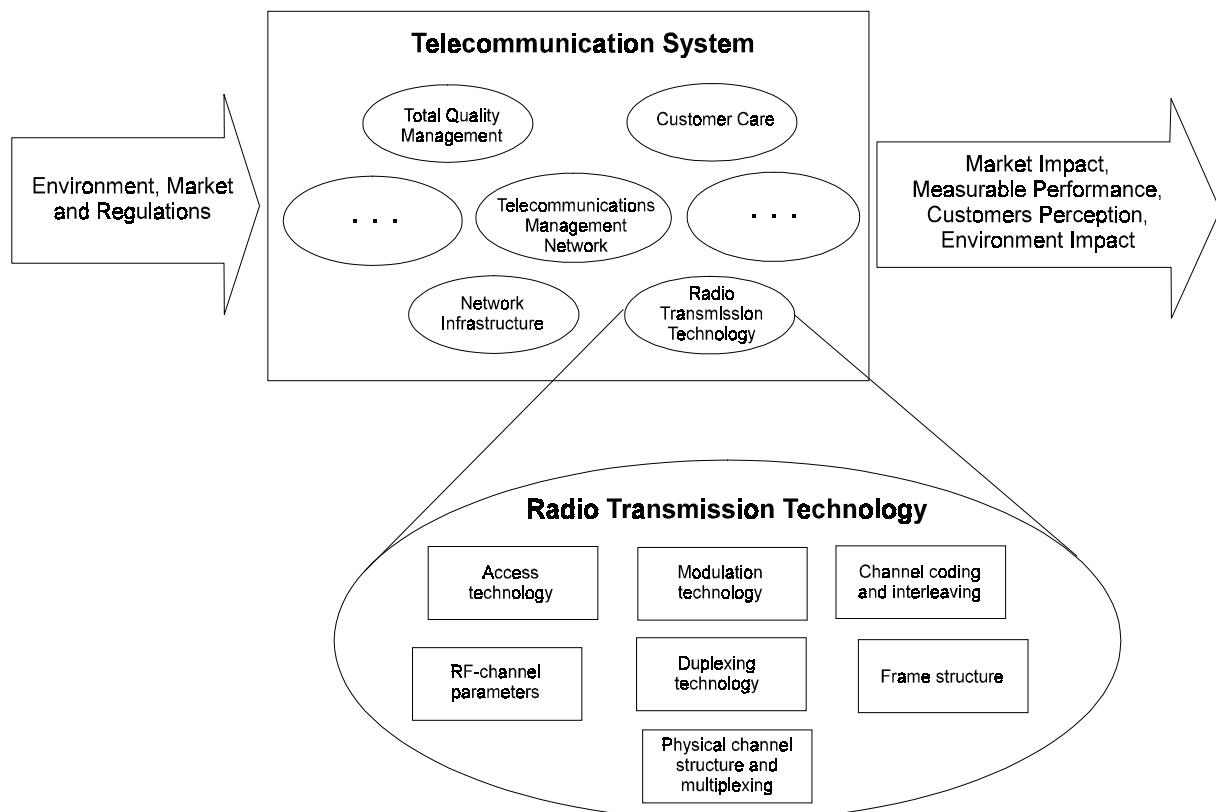 Telecommunication System
Total Quality
Management
Customer Care
Environment, Market
and Regulations
. . .
Telecommunications
Management
Network
. . .
Market Impact,
Measurable Performance,
Customers Perception,
Environment Impact
Network
Infrastructure
Radio
Transmission
Technology
Radio Transmission Technology
Access
technology
Modulation
technology
Channel coding
and interleaving
RF-channel
parameters
Duplexing
technology
Frame structure
Physical channel
structure and
multiplexing